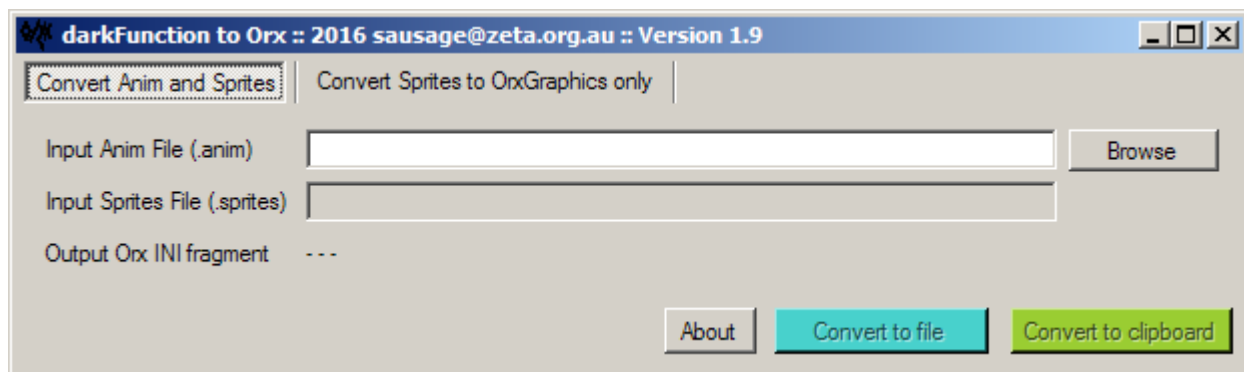 darkFunction to Orx :: 2016 sausage@zeta.org.au :: Version 1.9
Convert Anim and Sprites Convert Sprites to OrxGraphics only
Input Anim File (.anim) Browse
Input Sprites File (.sprites)
Output Orx INI fragment - - -
About Convert to file Convert to clipboard